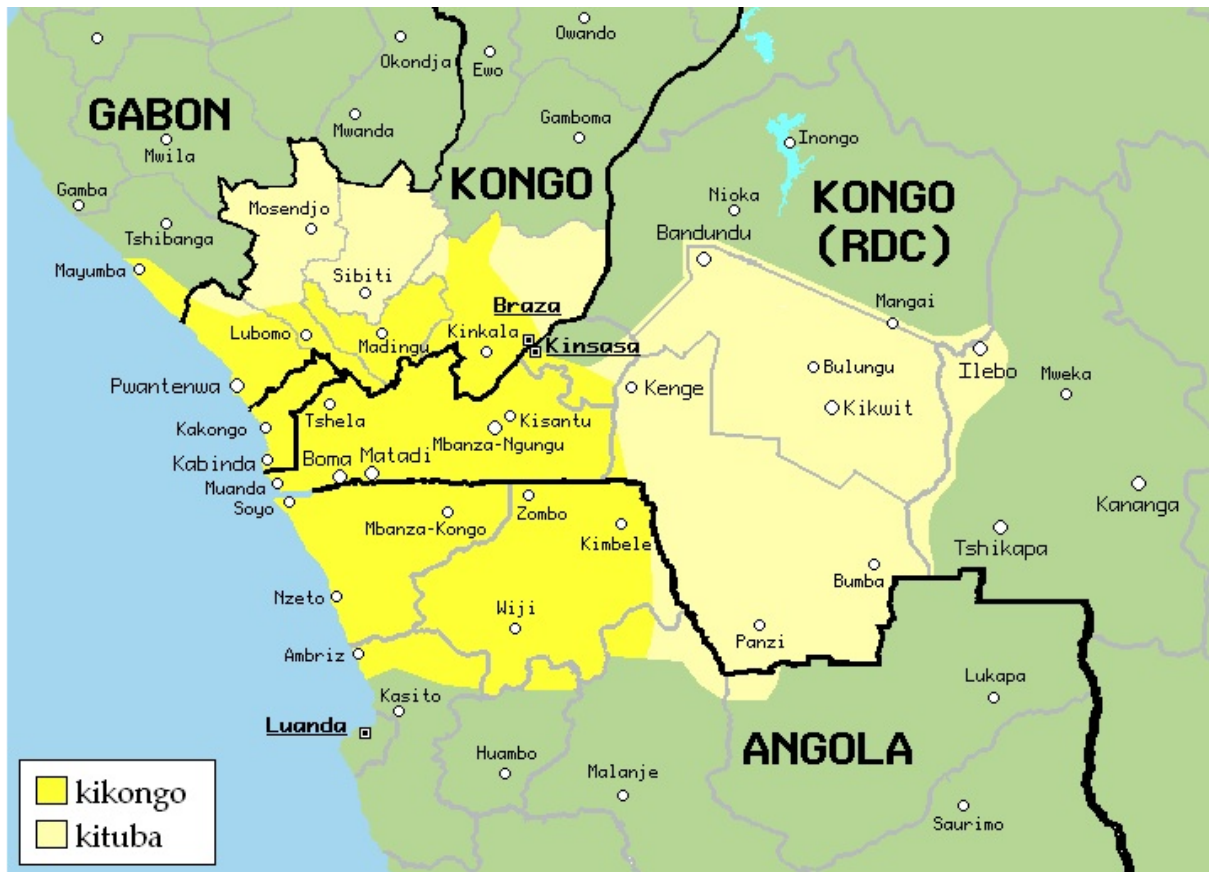 Owando
Okondja
Ewo
GABON
Mwanda
Gamboma
Mwila
Inongo
KONGO
KONGO
(RDC)
Gamba
Nioka
Mosendjo
Tshibanga
Bandundu
Mayumba
Sibiti
Braza
Mangai
Lubomo
Madingu
Kinkala
Kinsasa
Ilebo
Pwantenwa
Kenge
Bulungu
Mweka
Kikwit
Tshela
Kisantu
Kakongo
Mbanza-Ngungu
Boma
Matadi
Kabinda
Muanda
Soyo
Kananga
Zombo
Mbanza-Kongo
Kimbele
Tshikapa
Bumba
Nzeto
Wiji
Panzi
Ambriz
Lukapa
Kasito
Luanda
ANGOLA
Huambo
Malanje
Saurimo
kikongo
kituba